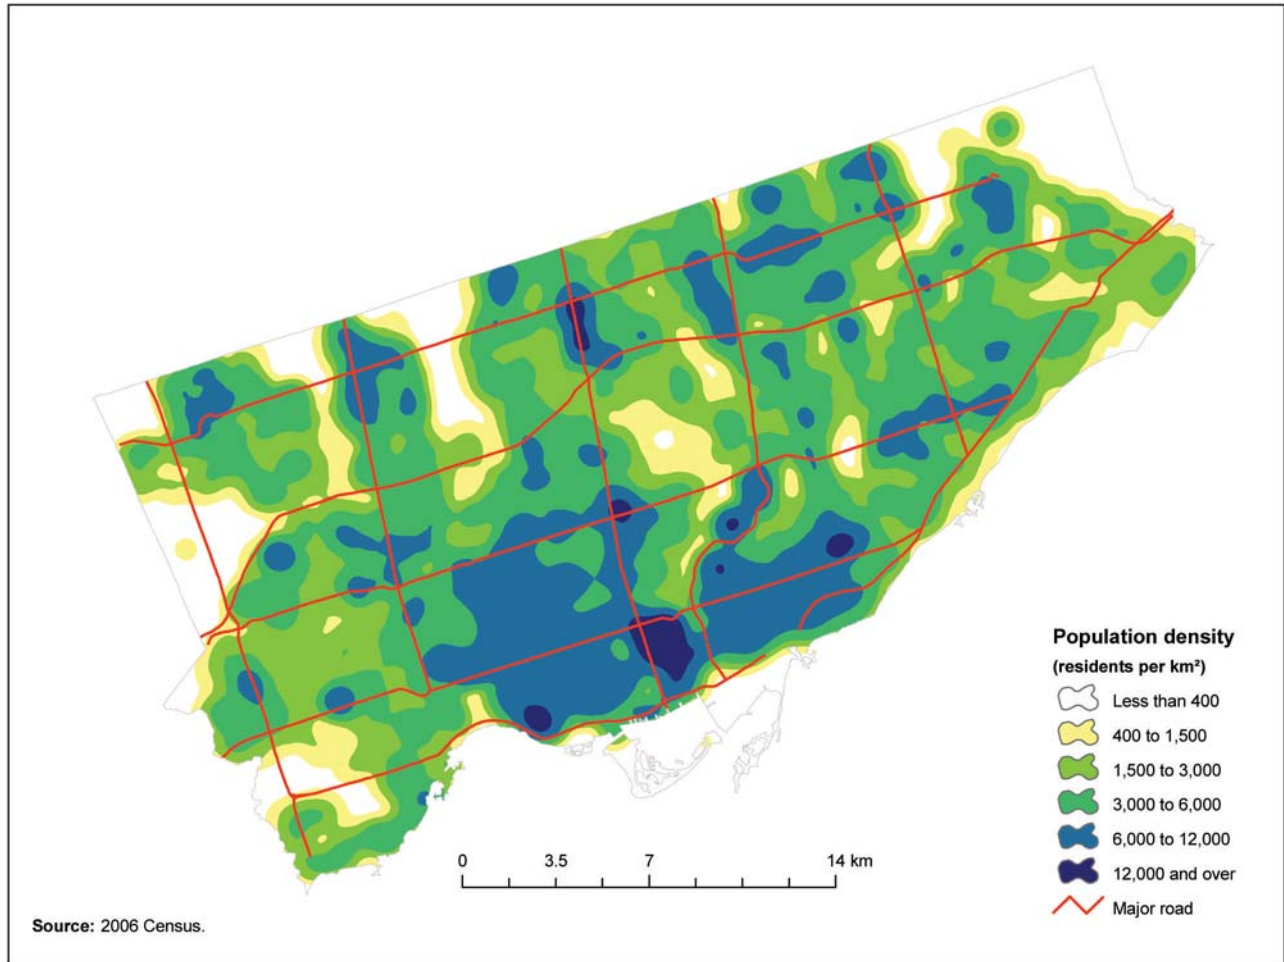 Population density
(residents per km²)
Less than 400
400 to 1,500
1,500 to 3,000
3,000 to 6,000
6,000 to 12,000
12,000 and over
Major road
0 3.5 7 14 km
Source: 2006 Census.